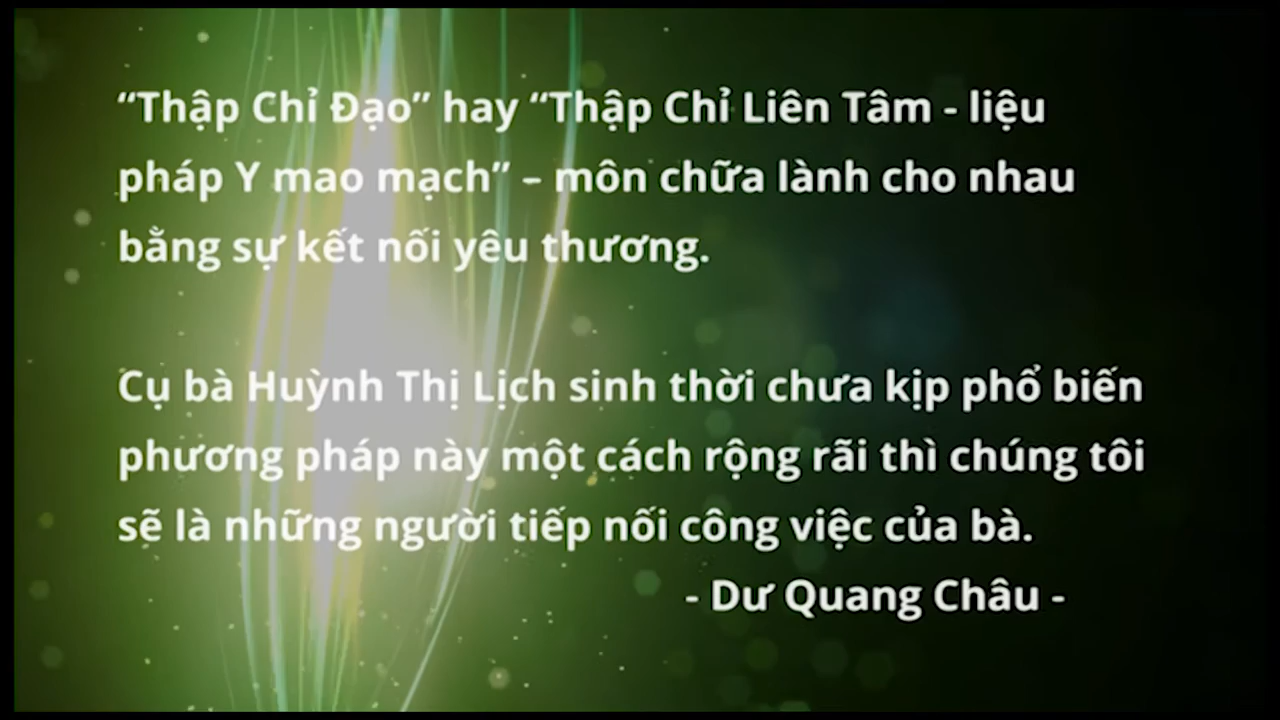 “Thập Chỉ Đạo” hay “Thập Chỉ Liên Tâm - liệu
pháp Y mao mạch” – môn chữa lành cho nhau
bằng sự kết nối yêu thương.
Cụ bà Huỳnh Thị Lịch sinh thời chưa kịp phổ biến
phương pháp này một cách rộng rãi thì chúng tôi
sẽ là những người tiếp nối công việc của bà.
- Dư Quang Châu -